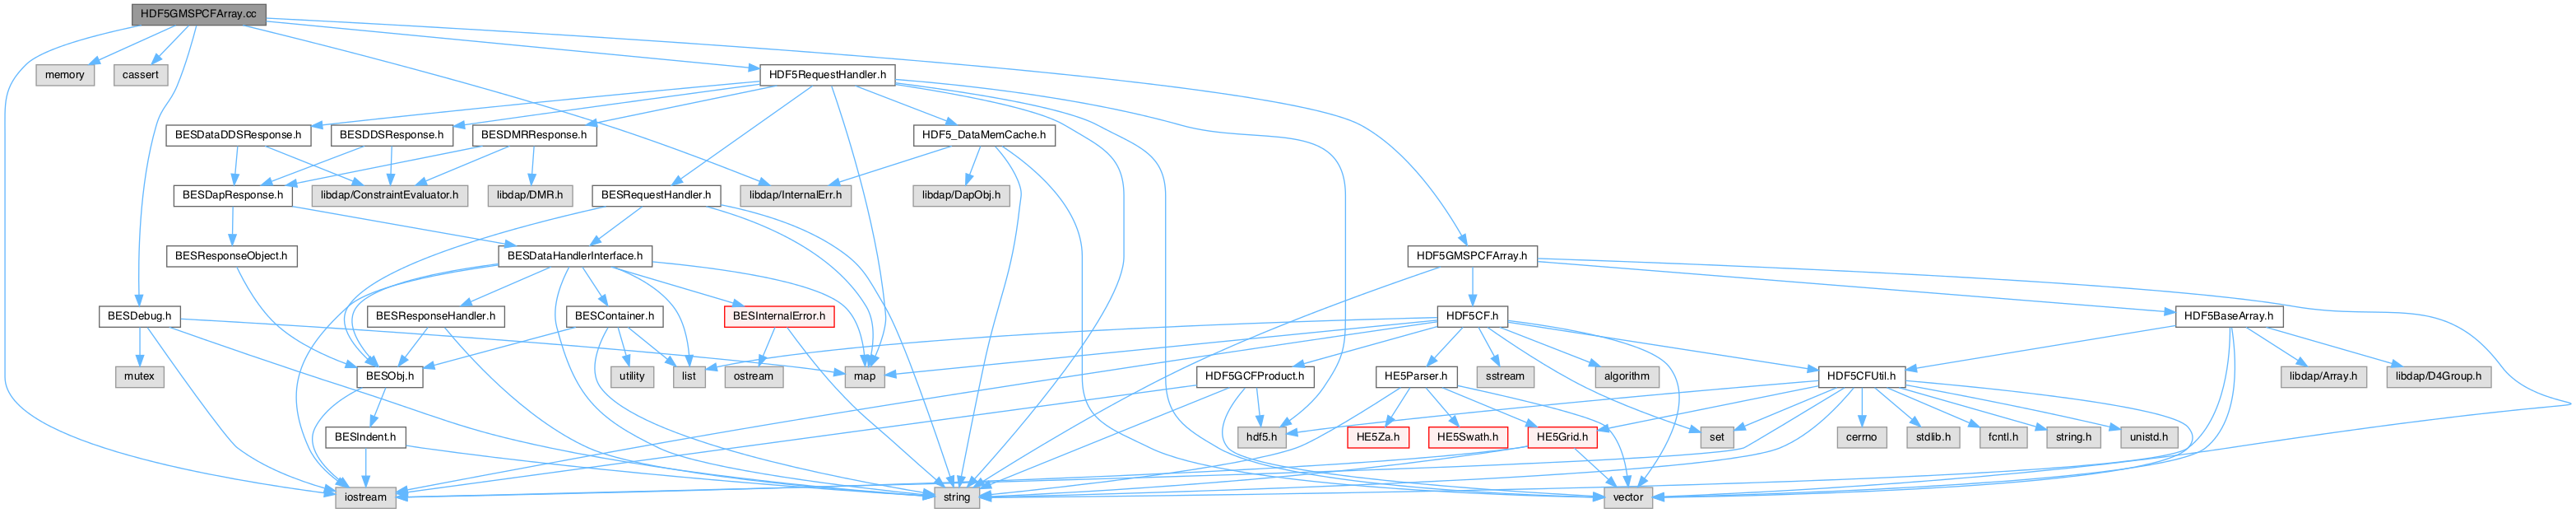 HDF5GMSPCFArray.cc
memory
cassert
HDF5RequestHandler.h
BESDataDDSResponse.h
BESDDSResponse.h
BESDMRResponse.h
HDF5_DataMemCache.h
BESDapResponse.h
libdap/ConstraintEvaluator.h
libdap/DMR.h
BESRequestHandler.h
libdap/InternalErr.h
libdap/DapObj.h
BESResponseObject.h
BESDataHandlerInterface.h
HDF5GMSPCFArray.h
BESDebug.h
BESResponseHandler.h
BESContainer.h
BESInternalError.h
HDF5CF.h
HDF5BaseArray.h
mutex
BESObj.h
utility
list
ostream
map
HDF5GCFProduct.h
HE5Parser.h
sstream
algorithm
HDF5CFUtil.h
libdap/Array.h
libdap/D4Group.h
BESIndent.h
hdf5.h
HE5Za.h
HE5Swath.h
HE5Grid.h
set
cerrno
stdlib.h
fcntl.h
string.h
unistd.h
iostream
string
vector